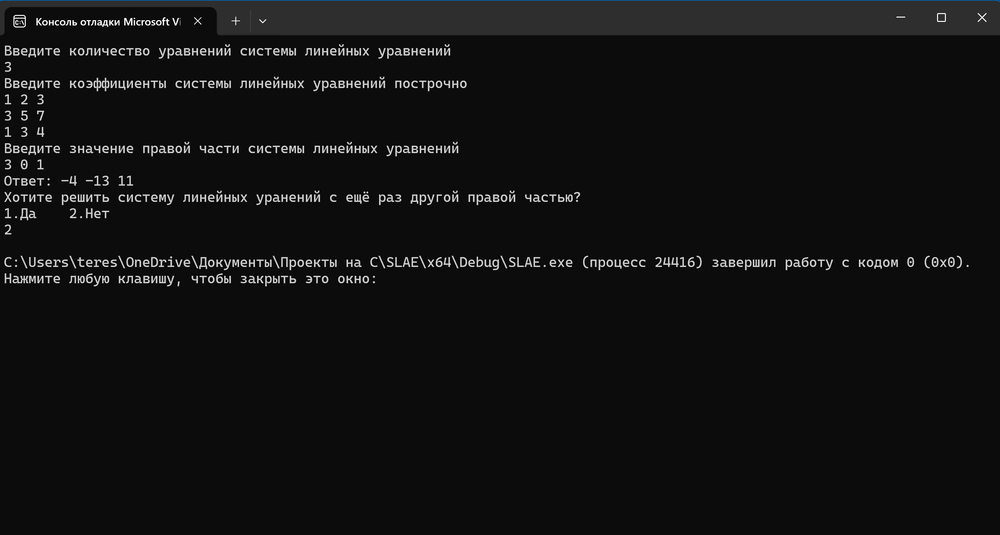 Консоль отладки Microsoft Vi
Введите количество уравнений системы линейных уравнений
3
Введите коэффициенты системы линейных уравнений построчно
1 2 3
3 5 7
1 3 4
Введите значение правой части системы линейных уравнений
3 0 1
Ответ: -4 -13 11
Хотите решить систему линейных уранений с ещё раз другой правой частью?
1.Да    2.Нет
2
C:\Users\teres\OneDrive\Документы\Проекты на C\SLAE\x64\Debug\SLAE.exe (процесс 24416) завершил работу с кодом 0 (0x0).
Нажмите любую клавишу, чтобы закрыть это окно: